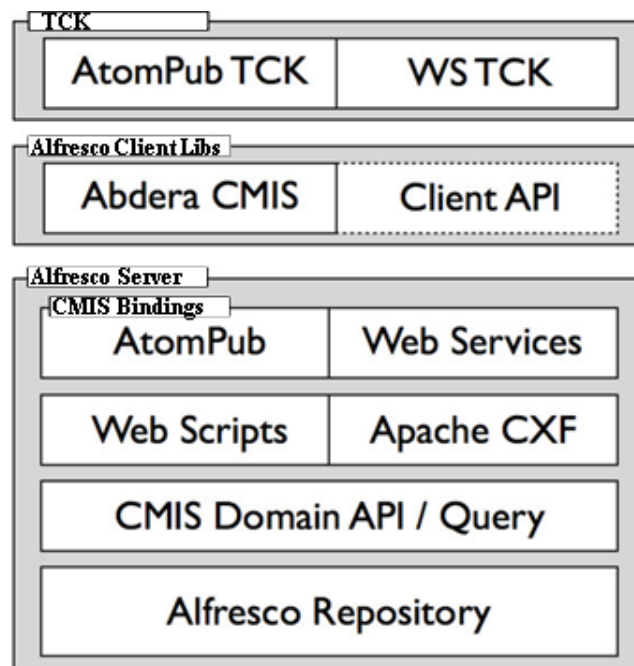 TCK
AtomPub TCK
WS TCK
Alfresco Client Libs
Abdera CMIS
Client API
Alfresco Server
CMIS Bindings
AtomPub
Web Services
Web Scripts
Apache CXF
CMIS Domain API / Query
Alfresco Repository